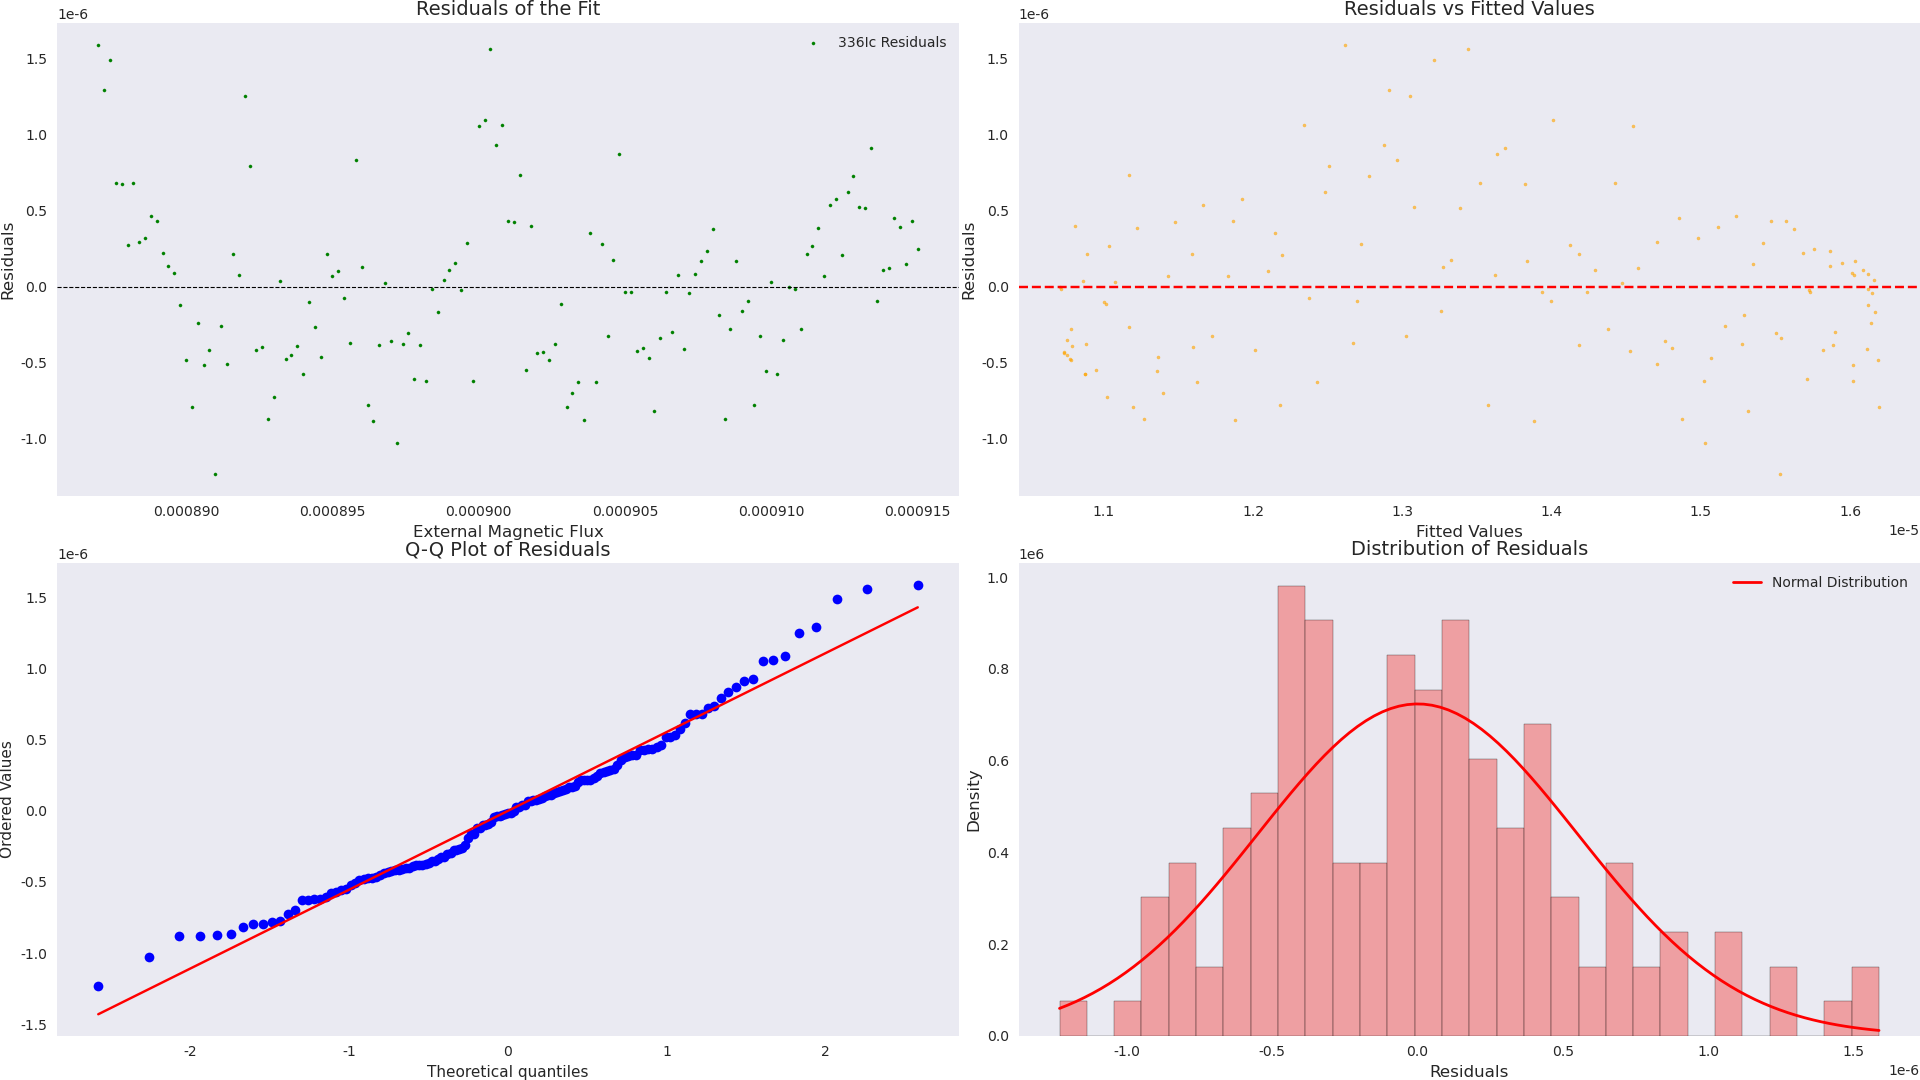 Residuals of the Fit
1e-6
336Ic Residuals
1.5
1.0
0.5
0.0
-0.5
-1.0
Residuals
0.000890 0.000895 0.000900 0.000905 0.000910 0.000915
External Magnetic Flux
Residuals vs Fitted Values
1e-6
1.5
1.0
0.5
0.0
-0.5
-1.0
Residuals
1.1 1.2 1.3 1.4 1.5 1.6
1e-5
Fitted Values
Q-Q Plot of Residuals
1e-6
1.5
1.0
0.5
0.0
-0.5
-1.0
-1.5
Ordered Values
-2 -1 0 1 2
Theoretical quantiles
Distribution of Residuals
1e6
Normal Distribution
1.0
0.8
0.6
0.4
0.2
0.0
Density
-1.0 -0.5 0.0 0.5 1.0 1.5
1e-6
Residuals